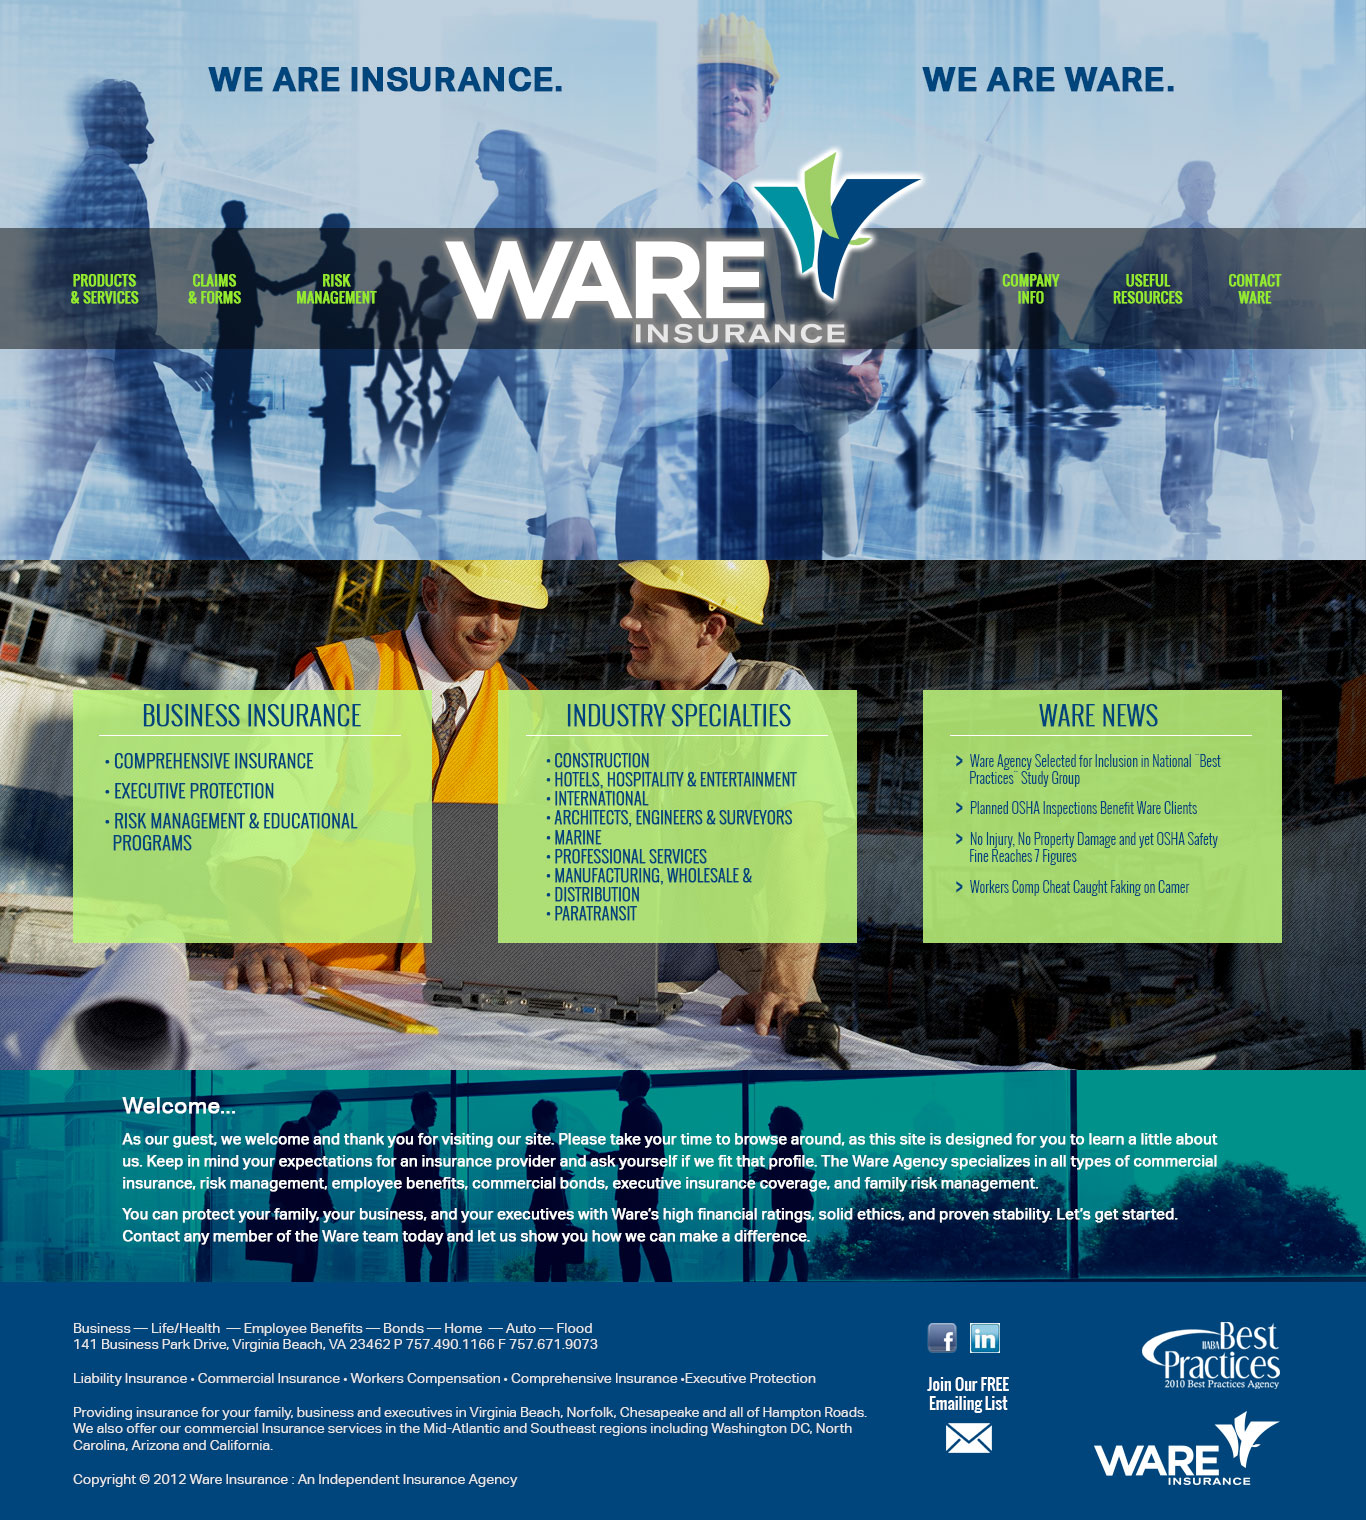 WE ARE INSURANCE.
WE ARE WARE.
PRODUCTS
& SERVICES
CLAIMS
& FORMS
RISK
MANAGEMENT
WARE
INSURANCE
COMPANY
INFO
USEFUL
RESOURCES
CONTACT
WARE
BUSINESS INSURANCE
• COMPREHENSIVE INSURANCE
• EXECUTIVE PROTECTION
• RISK MANAGEMENT & EDUCATIONAL
PROGRAMS
INDUSTRY SPECIALTIES
• CONSTRUCTION
• HOTELS, HOSPITALITY & ENTERTAINMENT
• INTERNATIONAL
• ARCHITECTS, ENGINEERS & SURVEYORS
• MARINE
• PROFESSIONAL SERVICES
• MANUFACTURING, WHOLESALE &
• DISTRIBUTION
• PARATRANSIT
WARE NEWS
> Ware Agency Selected for Inclusion in National ¨Best
Practices¨ Study Group
> Planned OSHA Inspections Benefit Ware Clients
> No Injury, No Property Damage and yet OSHA Safety
Fine Reaches 7 Figures
> Workers Comp Cheat Caught Faking on Camer
Welcome...
As our guest, we welcome and thank you for visiting our site. Please take your time to browse around, as this site is designed for you to learn a little about
us. Keep in mind your expectations for an insurance provider and ask yourself if we fit that profile. The Ware Agency specializes in all types of commercial
insurance, risk management, employee benefits, commercial bonds, executive insurance coverage, and family risk management.
You can protect your family, your business, and your executives with Ware's high financial ratings, solid ethics, and proven stability. Let's get started.
Contact any member of the Ware team today and let us show you how we can make a difference.
Business — Life/Health — Employee Benefits — Bonds — Home — Auto — Flood
141 Business Park Drive, Virginia Beach, VA 23462 P 757.490.1166 F 757.671.9073
Liability Insurance • Commercial Insurance • Workers Compensation • Comprehensive Insurance •Executive Protection
Providing insurance for your family, business and executives in Virginia Beach, Norfolk, Chesapeake and all of Hampton Roads.
We also offer our commercial Insurance services in the Mid-Atlantic and Southeast regions including Washington DC, North
Carolina, Arizona and California.
Copyright © 2012 Ware Insurance : An Independent Insurance Agency
f
in
Join Our FREE
Emailing List
IIABA Best
Practices
2010 Best Practices Agency
WARE
INSURANCE